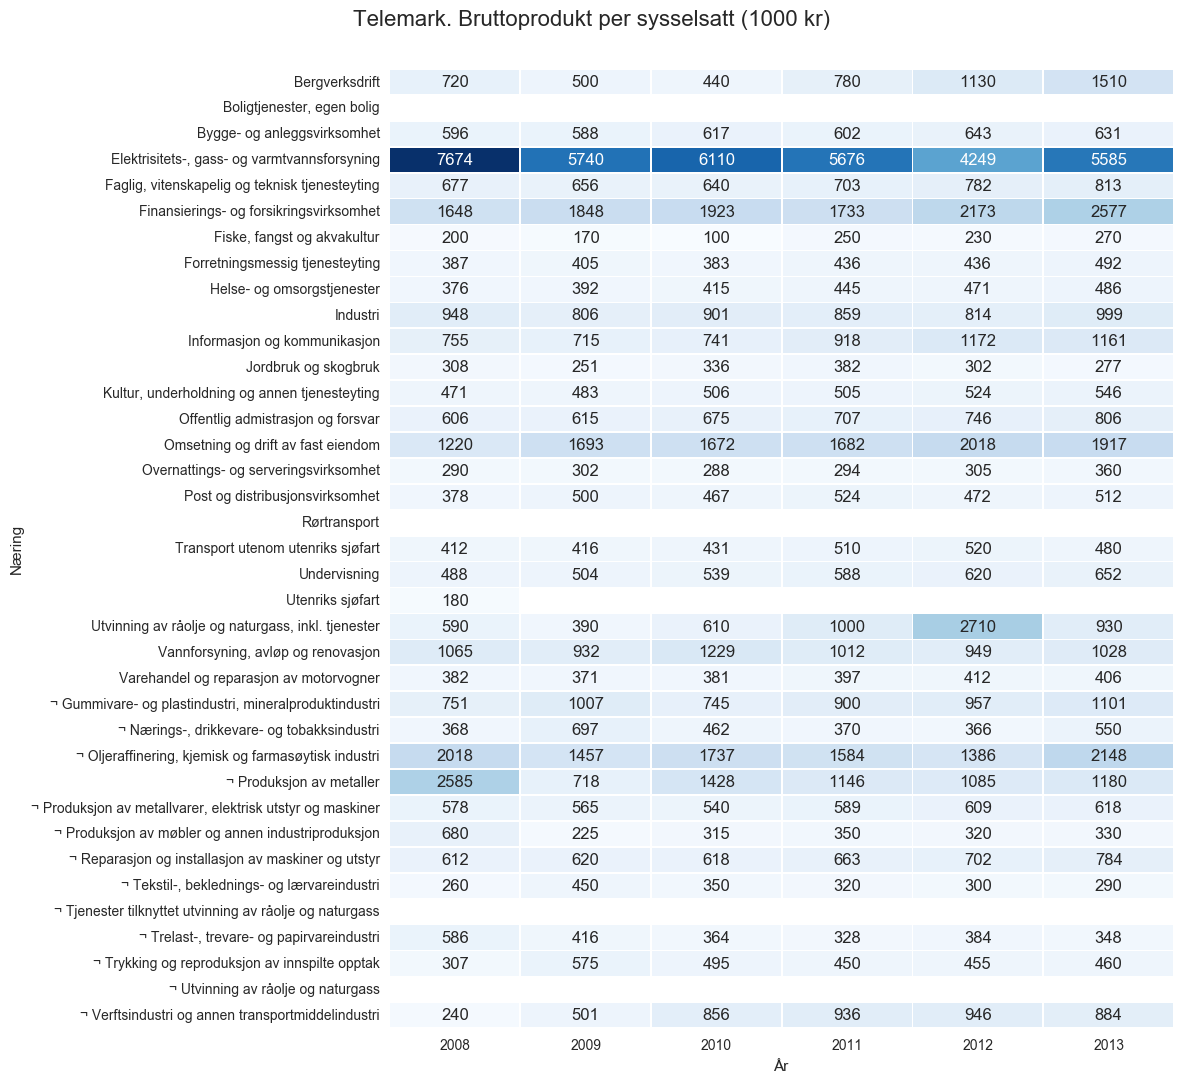 Telemark. Bruttoprodukt per sysselsatt (1000 kr)
Bergverksdrift 720 500 440 780 1130 1510
Boligtjenester, egen bolig
Bygge- og anleggsvirksomhet 596 588 617 602 643 631
Elektrisitets-, gass- og varmtvannsforsyning 7674 5740 6110 5676 4249 5585
Faglig, vitenskapelig og teknisk tjenesteyting 677 656 640 703 782 813
Finansierings- og forsikringsvirksomhet 1648 1848 1923 1733 2173 2577
Fiske, fangst og akvakultur 200 170 100 250 230 270
Forretningsmessig tjenesteyting 387 405 383 436 436 492
Helse- og omsorgstjenester 376 392 415 445 471 486
Industri 948 806 901 859 814 999
Informasjon og kommunikasjon 755 715 741 918 1172 1161
Jordbruk og skogbruk 308 251 336 382 302 277
Kultur, underholdning og annen tjenesteyting 471 483 506 505 524 546
Offentlig admistrasjon og forsvar 606 615 675 707 746 806
Omsetning og drift av fast eiendom 1220 1693 1672 1682 2018 1917
Overnattings- og serveringsvirksomhet 290 302 288 294 305 360
Post og distribusjonsvirksomhet 378 500 467 524 472 512
Rørtransport
Transport utenom utenriks sjøfart 412 416 431 510 520 480
Undervisning 488 504 539 588 620 652
Utenriks sjøfart 180
Utvinning av råolje og naturgass, inkl. tjenester 590 390 610 1000 2710 930
Vannforsyning, avløp og renovasjon 1065 932 1229 1012 949 1028
Varehandel og reparasjon av motorvogner 382 371 381 397 412 406
¬ Gummivare- og plastindustri, mineralproduktindustri 751 1007 745 900 957 1101
¬ Nærings-, drikkevare- og tobakksindustri 368 697 462 370 366 550
¬ Oljeraffinering, kjemisk og farmasøytisk industri 2018 1457 1737 1584 1386 2148
¬ Produksjon av metaller 2585 718 1428 1146 1085 1180
¬ Produksjon av metallvarer, elektrisk utstyr og maskiner 578 565 540 589 609 618
¬ Produksjon av møbler og annen industriproduksjon 680 225 315 350 320 330
¬ Reparasjon og installasjon av maskiner og utstyr 612 620 618 663 702 784
¬ Tekstil-, beklednings- og lærvareindustri 260 450 350 320 300 290
¬ Tjenester tilknyttet utvinning av råolje og naturgass
¬ Trelast-, trevare- og papirvareindustri 586 416 364 328 384 348
¬ Trykking og reproduksjon av innspilte opptak 307 575 495 450 455 460
¬ Utvinning av råolje og naturgass
¬ Verftsindustri og annen transportmiddelindustri 240 501 856 936 946 884
2008 2009 2010 2011 2012 2013
År
Næring